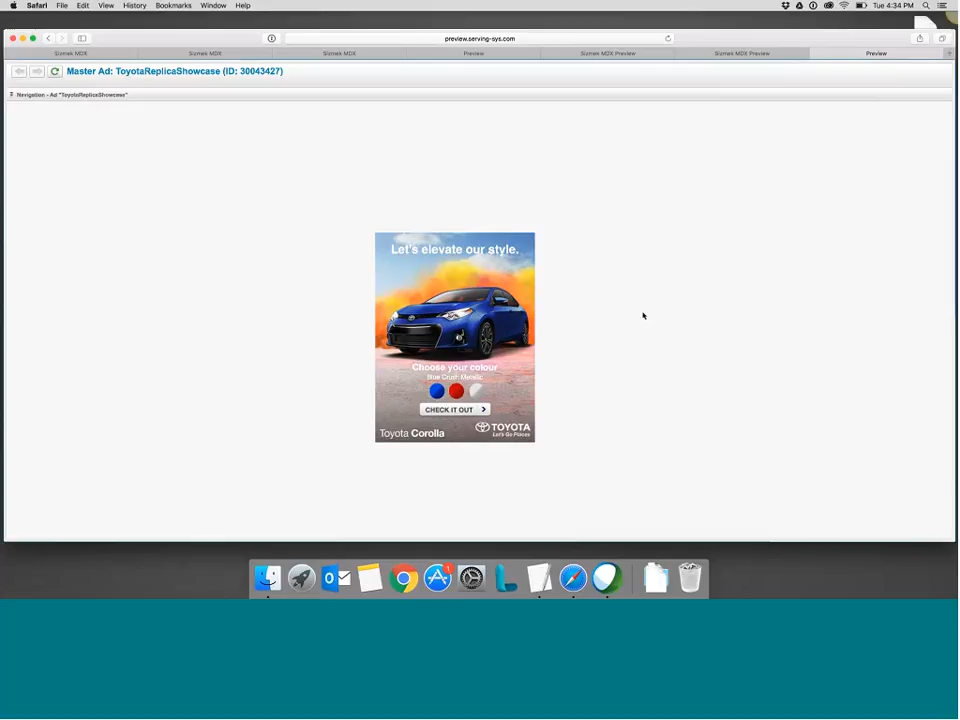 Safari File Edit View History Bookmarks Window Help Tue 4:34 PM
preview.serving-sys.com
Sizmek MDX Sizmek MDX Sizmek MDX Preview Sizmek MDX Preview Sizmek MDX Preview Preview
Master Ad: ToyotaReplicaShowcase (ID: 30043427)
Navigation - Ad "ToyotaReplicaShowcase"
Let's elevate our style.
Choose your colour
Blue Crush Metallic
CHECK IT OUT
Toyota Corolla
TOYOTA
Let's Go Places
1